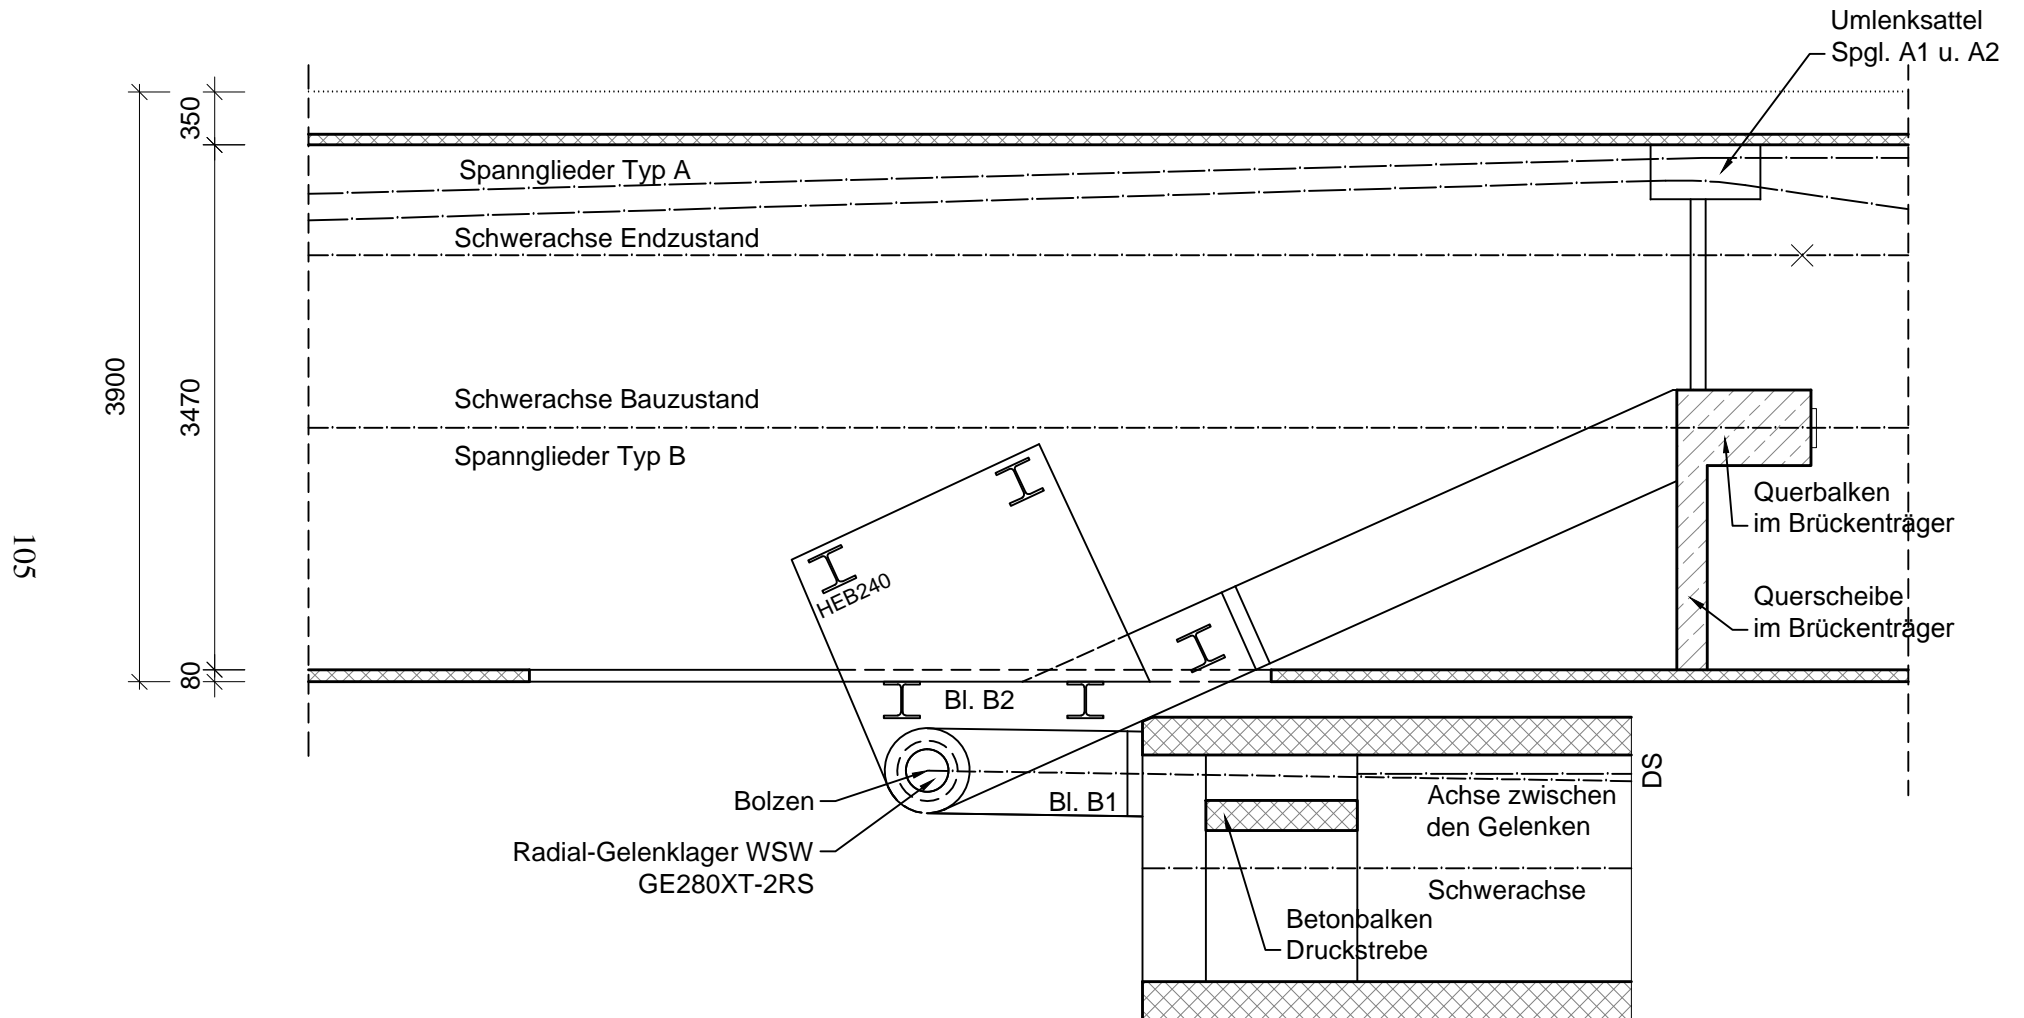 Umlenksattel
Spgl. A1 u. A2
350
Spannglieder Typ A
Schwerachse Endzustand
3900
3470
Schwerachse Bauzustand
Spannglieder Typ B
Querbalken
im Brückenträger
HEB240
Querscheibe
im Brückenträger
80
Bl. B2
DS
Bolzen
Bl. B1
Achse zwischen
den Gelenken
Radial-Gelenklager WSW
GE280XT-2RS
Schwerachse
Betonbalken
Druckstrebe
105